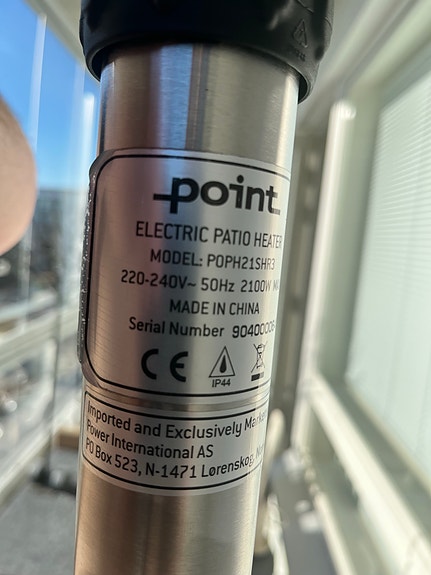 point
ELECTRIC PATIO HEATER
MODEL: POPH21SHR3
220-240V~ 50Hz 2100W
MADE IN CHINA
Serial Number
CE
IP44
Imported and Exclusively
Power International AS
PO Box 523, N-1471 Lørenskog,